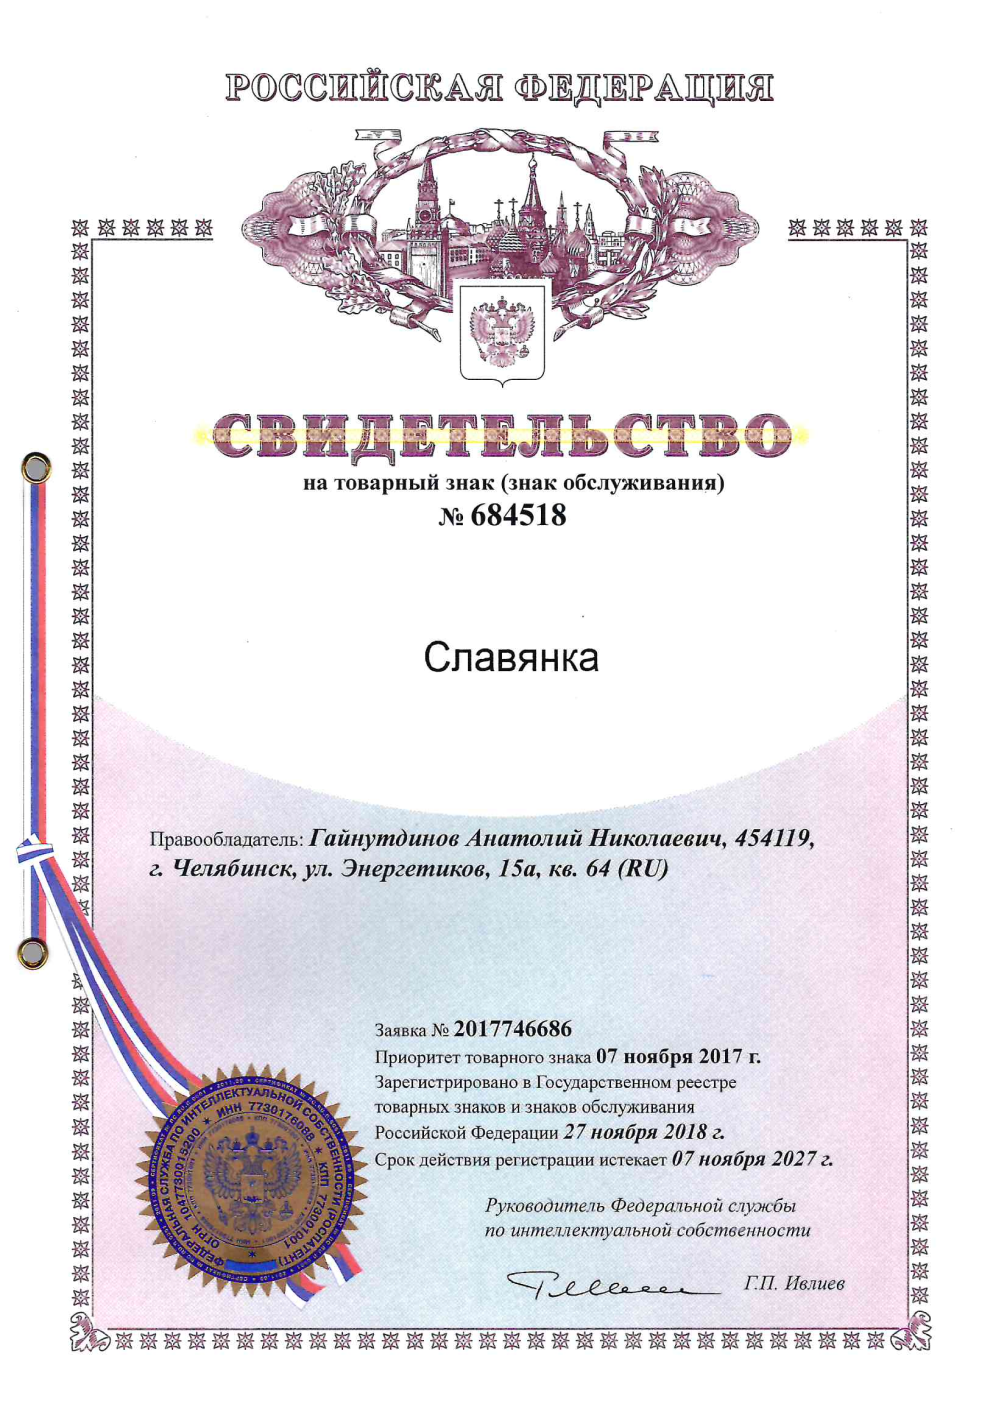 РОССИЙСКАЯ ФЕДЕРАЦИЯ
СВИДЕТЕЛЬСТВО
на товарный знак (знак обслуживания)
№ 684518
Славянка
Правообладатель: Гайнутдинов Анатолий Николаевич, 454119,
г. Челябинск, ул. Энергетиков, 15а, кв. 64 (RU)
Заявка № 2017746686
Приоритет товарного знака 07 ноября 2017 г.
Зарегистрировано в Государственном реестре
товарных знаков и знаков обслуживания
Российской Федерации 27 ноября 2018 г.
Срок действия регистрации истекает 07 ноября 2027 г.
Руководитель Федеральной службы
по интеллектуальной собственности
Г.П. Ивлиев
ФЕДЕРАЛЬНАЯ СЛУЖБА ПО ИНТЕЛЛЕКТУАЛЬНОЙ СОБСТВЕННОСТИ (РОСПАТЕНТ)
ОГРН 1047730015200 * ИНН 7730176088 * КПП 773001001 *